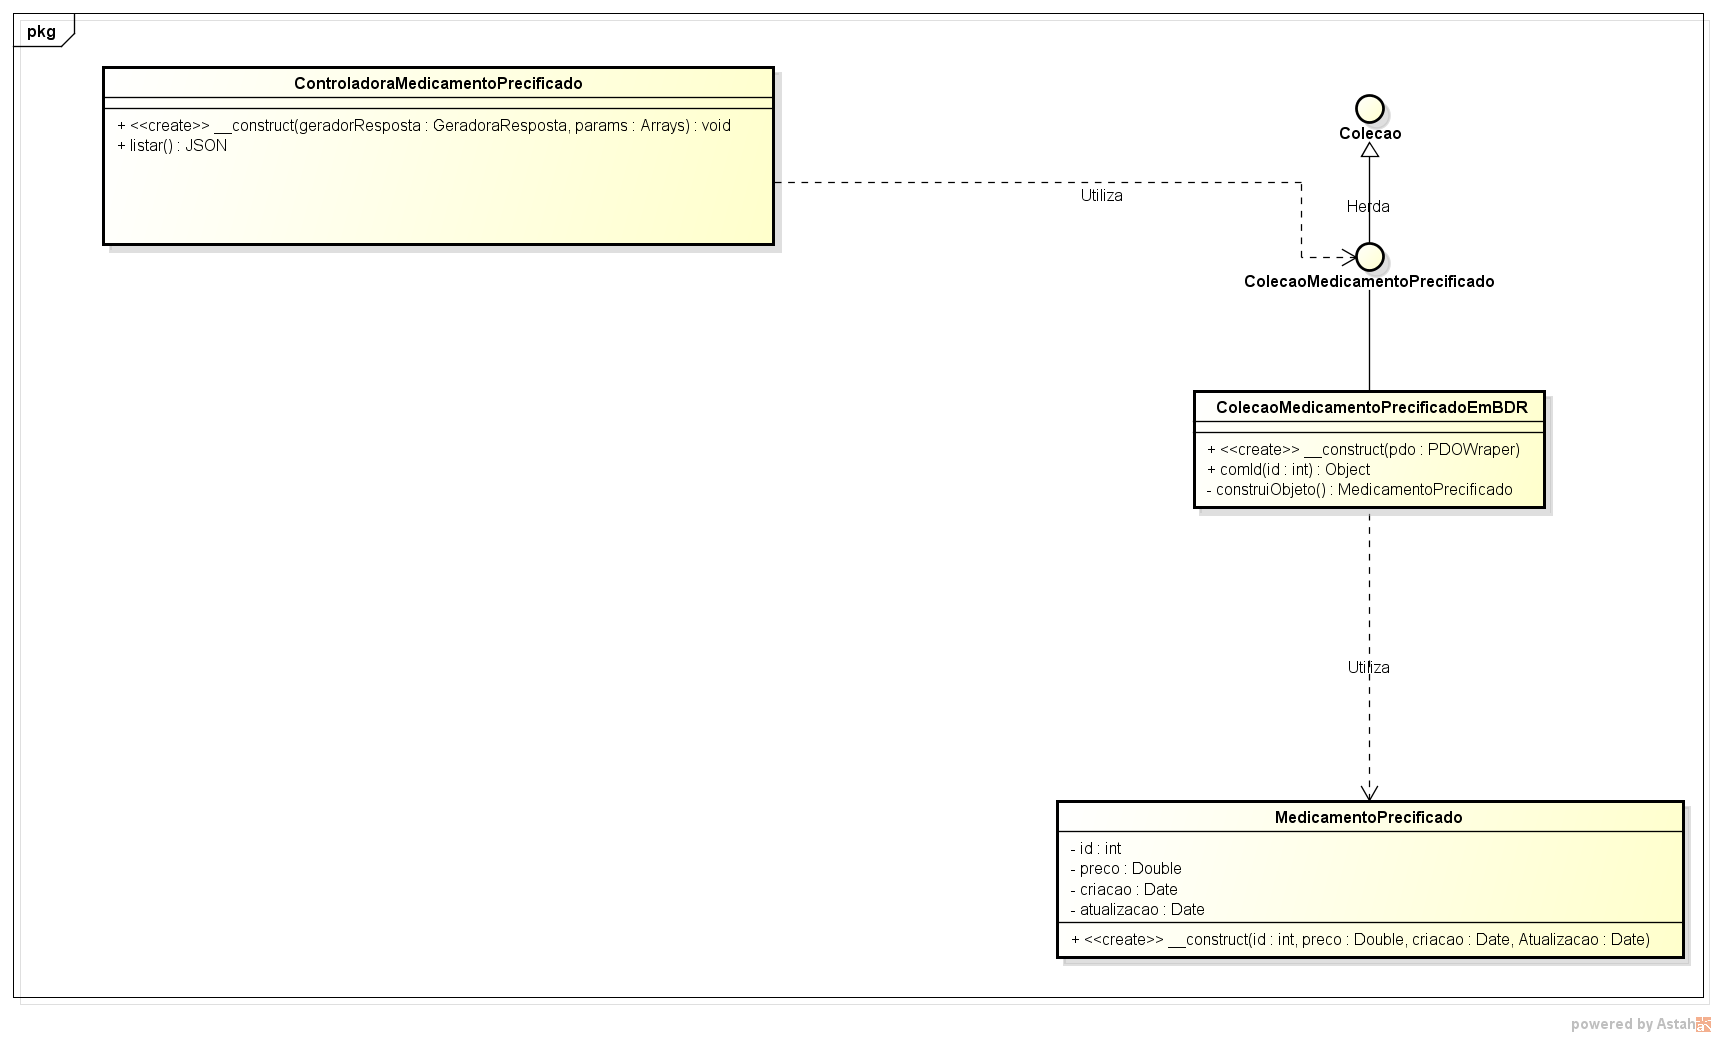 pkg
ControladoraMedicamentoPrecificado
+ <<create>> __construct(geradorResposta : GeradoraResposta, params : Arrays) : void
+ listar() : JSON
Colecao
Utiliza
Herda
ColecaoMedicamentoPrecificado
ColecaoMedicamentoPrecificadoEmBDR
+ <<create>> __construct(pdo : PDOWraper)
+ comId(id : int) : Object
- construiObjeto() : MedicamentoPrecificado
Utiliza
MedicamentoPrecificado
- id : int
- preco : Double
- criacao : Date
- atualizacao : Date
+ <<create>> __construct(id : int, preco : Double, criacao : Date, Atualizacao : Date)
powered by Astah